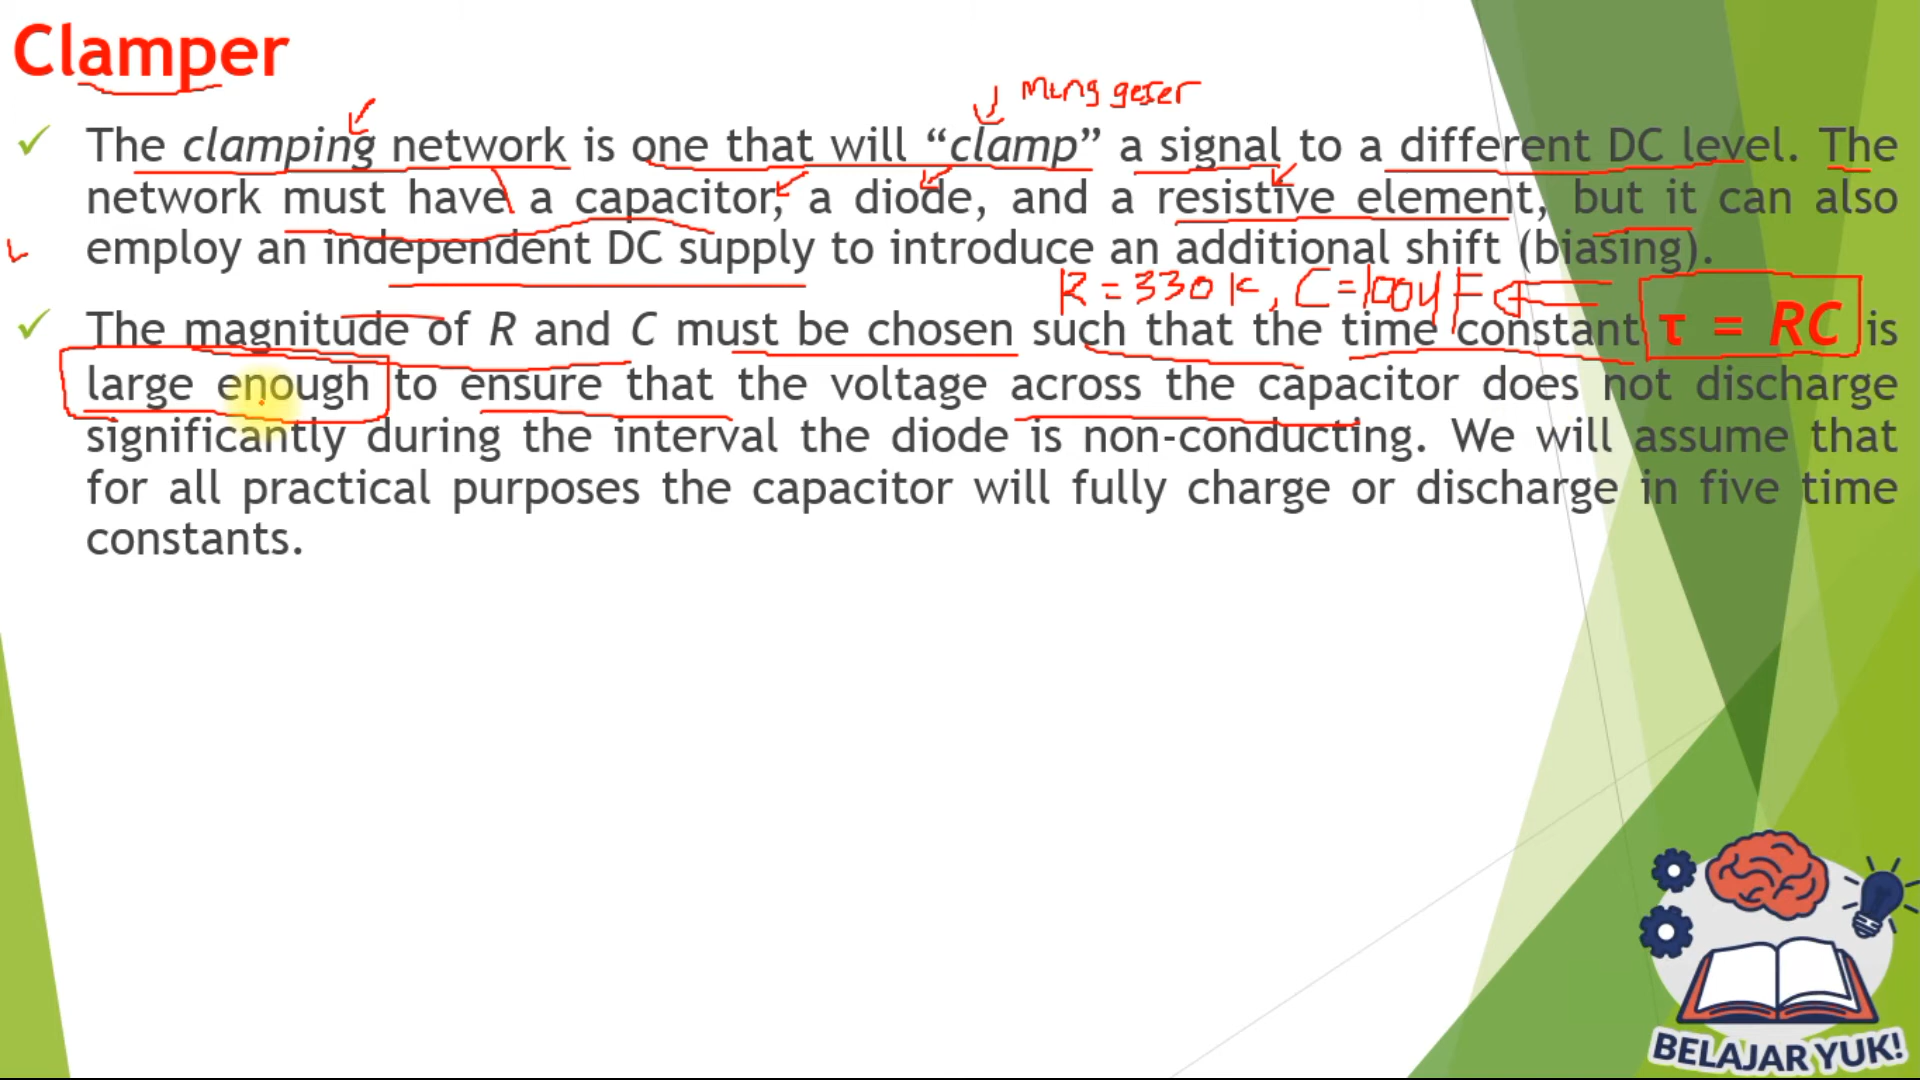 Clamper
Meng geser
✓ The clamping network is one that will “clamp” a signal to a different DC level. The
network must have a capacitor, a diode, and a resistive element, but it can also
employ an independent DC supply to introduce an additional shift (biasing).
R = 330 K, C = 100 µF
✓ The magnitude of R and C must be chosen such that the time constant τ = RC is
large enough to ensure that the voltage across the capacitor does not discharge
significantly during the interval the diode is non-conducting. We will assume that
for all practical purposes the capacitor will fully charge or discharge in five time
constants.
BELAJAR YUK!